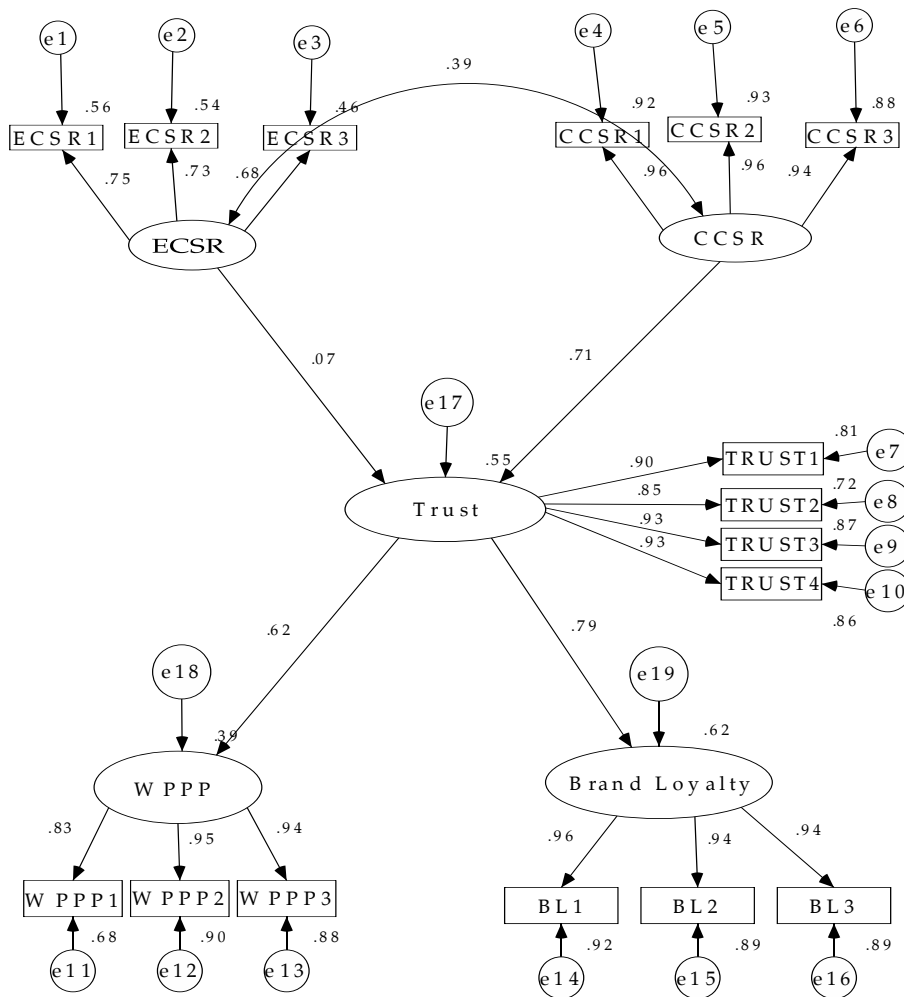 e1 e2 e3 e4 e5 e6
.39
.56 .54 .46 .92 .93 .88
ECSR1 ECSR2 ECSR3 CCSR1 CCSR2 CCSR3
.75 .73 .68 .96 .96 .94
ECSR CCSR
.07 .71
e17
.55
Trust
.90 TRUST1 .81 e7
.85 TRUST2 .72 e8
.93 TRUST3 .87 e9
.93 TRUST4 e10
.86
.62 .79
e18 e19
.39 .62
WPPP Brand Loyalty
.83 .95 .94 .96 .94 .94
WPPP1 WPPP2 WPPP3 BL1 BL2 BL3
.68 .90 .88 .92 .89 .89
e11 e12 e13 e14 e15 e16